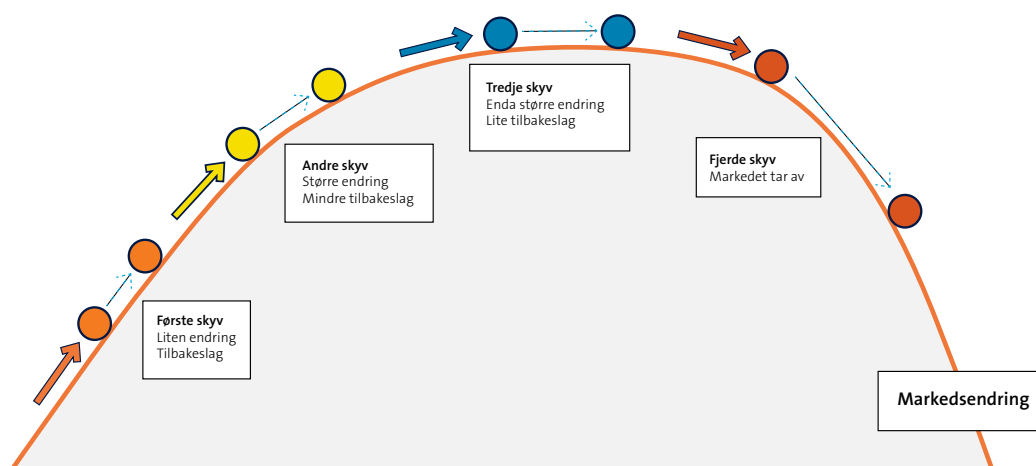 Første skyv
Liten endring
Tilbakeslag
Andre skyv
Større endring
Mindre tilbakeslag
Tredje skyv
Enda større endring
Lite tilbakeslag
Fjerde skyv
Markedet tar av
Markedsendring